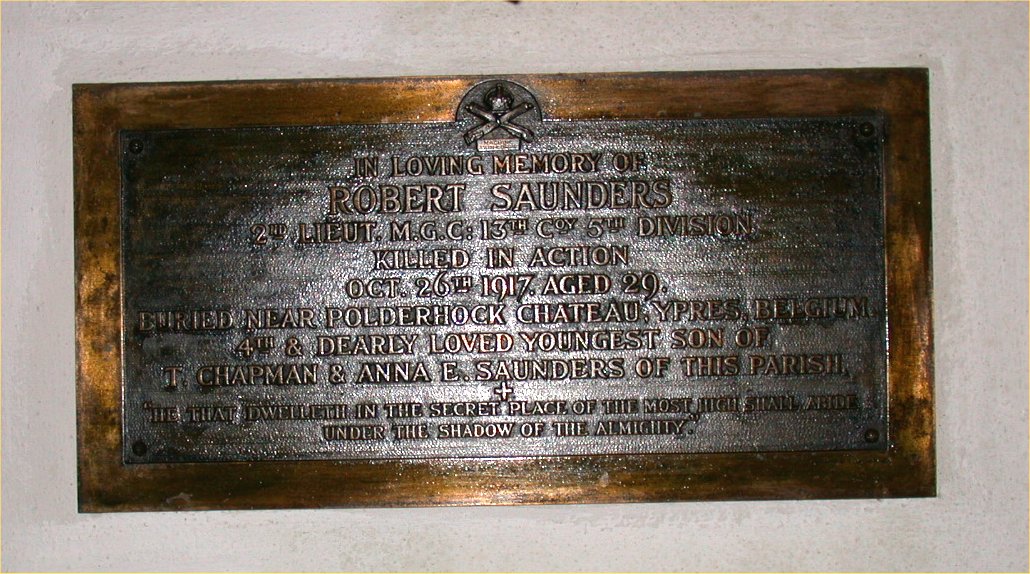 IN LOVING MEMORY OF
ROBERT SAUNDERS
2ND LIEUT. M.G.C: 13TH COY 5TH DIVISION,
KILLED IN ACTION
OCT. 26TH 1917. AGED 29.
BURIED NEAR POLDERHOCK CHATEAU, YPRES, BELGIUM.
4TH & DEARLY LOVED YOUNGEST SON OF
T. CHAPMAN & ANNA E. SAUNDERS OF THIS PARISH.
"HE THAT DWELLETH IN THE SECRET PLACE OF THE MOST HIGH SHALL ABIDE
UNDER THE SHADOW OF THE ALMIGHTY."